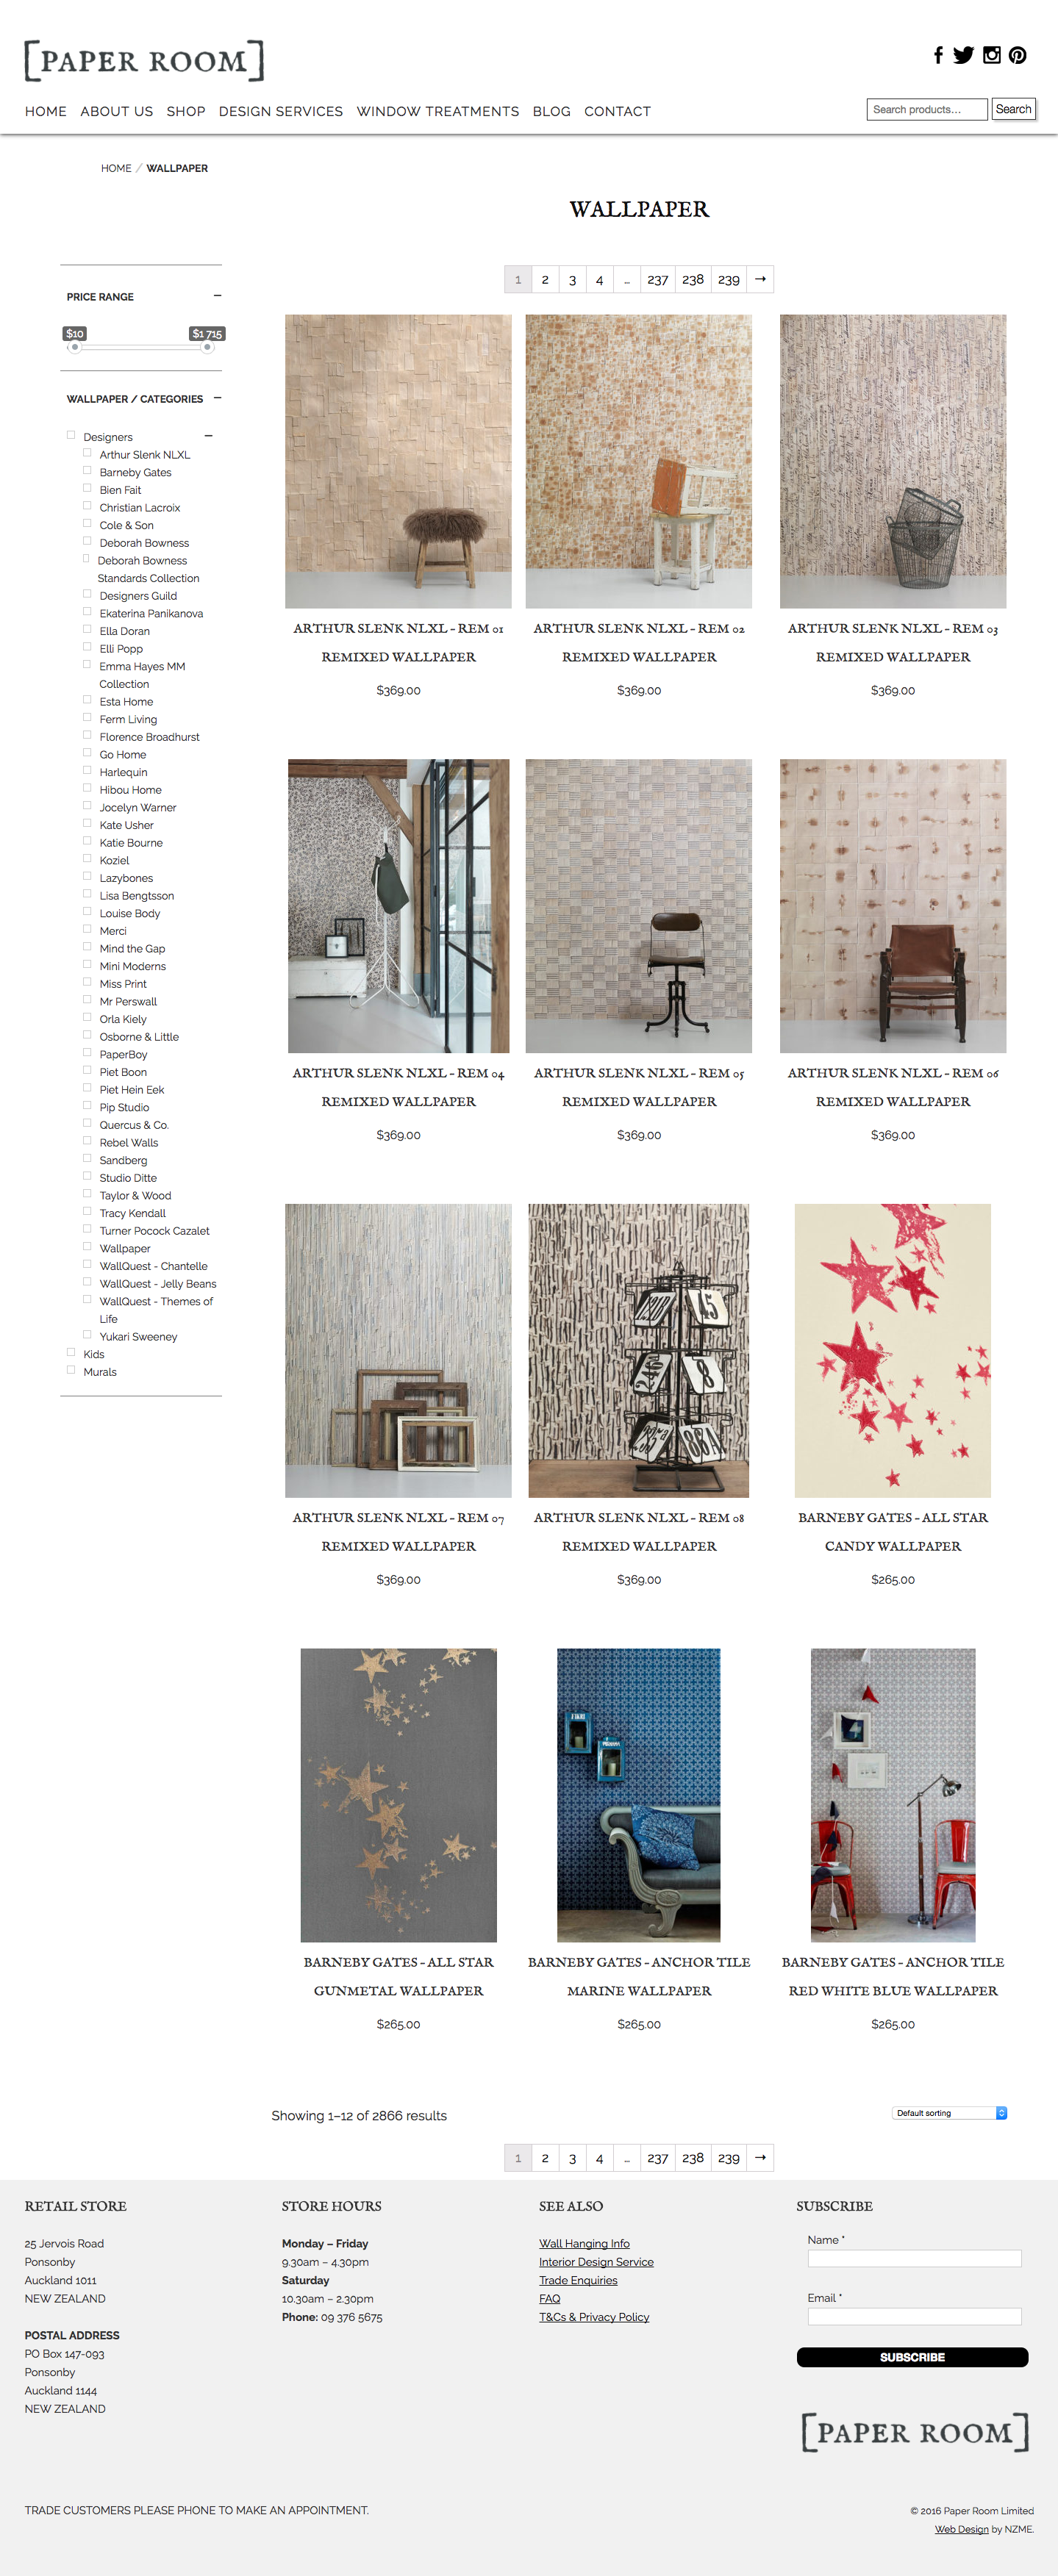 [PAPER ROOM]
HOME ABOUT US SHOP DESIGN SERVICES WINDOW TREATMENTS BLOG CONTACT
Search products... Search
HOME / WALLPAPER
WALLPAPER
1 2 3 4 … 237 238 239 →
PRICE RANGE –
$10 $1 715
WALLPAPER / CATEGORIES –
Designers –
Arthur Slenk NLXL
Barneby Gates
Bien Fait
Christian Lacroix
Cole & Son
Deborah Bowness
Deborah Bowness
Standards Collection
Designers Guild
Ekaterina Panikanova
Ella Doran
Elli Popp
Emma Hayes MM
Collection
Esta Home
Ferm Living
Florence Broadhurst
Go Home
Harlequin
Hibou Home
Jocelyn Warner
Kate Usher
Katie Bourne
Koziel
Lazybones
Lisa Bengtsson
Louise Body
Merci
Mind the Gap
Mini Moderns
Miss Print
Mr Perswall
Orla Kiely
Osborne & Little
PaperBoy
Piet Boon
Piet Hein Eek
Pip Studio
Quercus & Co.
Rebel Walls
Sandberg
Studio Ditte
Taylor & Wood
Tracy Kendall
Turner Pocock Cazalet
Wallpaper
WallQuest - Chantelle
WallQuest - Jelly Beans
WallQuest - Themes of
Life
Yukari Sweeney
Kids
Murals
ARTHUR SLENK NLXL – REM 01
REMIXED WALLPAPER
$369.00
ARTHUR SLENK NLXL – REM 02
REMIXED WALLPAPER
$369.00
ARTHUR SLENK NLXL – REM 03
REMIXED WALLPAPER
$369.00
ARTHUR SLENK NLXL – REM 04
REMIXED WALLPAPER
$369.00
ARTHUR SLENK NLXL – REM 05
REMIXED WALLPAPER
$369.00
ARTHUR SLENK NLXL – REM 06
REMIXED WALLPAPER
$369.00
45
8
ARTHUR SLENK NLXL – REM 07
REMIXED WALLPAPER
$369.00
ARTHUR SLENK NLXL – REM 08
REMIXED WALLPAPER
$369.00
BARNEBY GATES – ALL STAR
CANDY WALLPAPER
$265.00
BARNEBY GATES – ALL STAR
GUNMETAL WALLPAPER
$265.00
BARNEBY GATES – ANCHOR TILE
MARINE WALLPAPER
$265.00
BARNEBY GATES – ANCHOR TILE
RED WHITE BLUE WALLPAPER
$265.00
Showing 1–12 of 2866 results
Default sorting
1 2 3 4 … 237 238 239 →
RETAIL STORE
25 Jervois Road
Ponsonby
Auckland 1011
NEW ZEALAND
POSTAL ADDRESS
PO Box 147-093
Ponsonby
Auckland 1144
NEW ZEALAND
STORE HOURS
Monday – Friday
9.30am – 4.30pm
Saturday
10.30am – 2.30pm
Phone: 09 376 5675
SEE ALSO
Wall Hanging Info
Interior Design Service
Trade Enquiries
FAQ
T&Cs & Privacy Policy
SUBSCRIBE
Name *
Email *
SUBSCRIBE
[PAPER ROOM]
TRADE CUSTOMERS PLEASE PHONE TO MAKE AN APPOINTMENT.
© 2016 Paper Room Limited
Web Design by NZME.